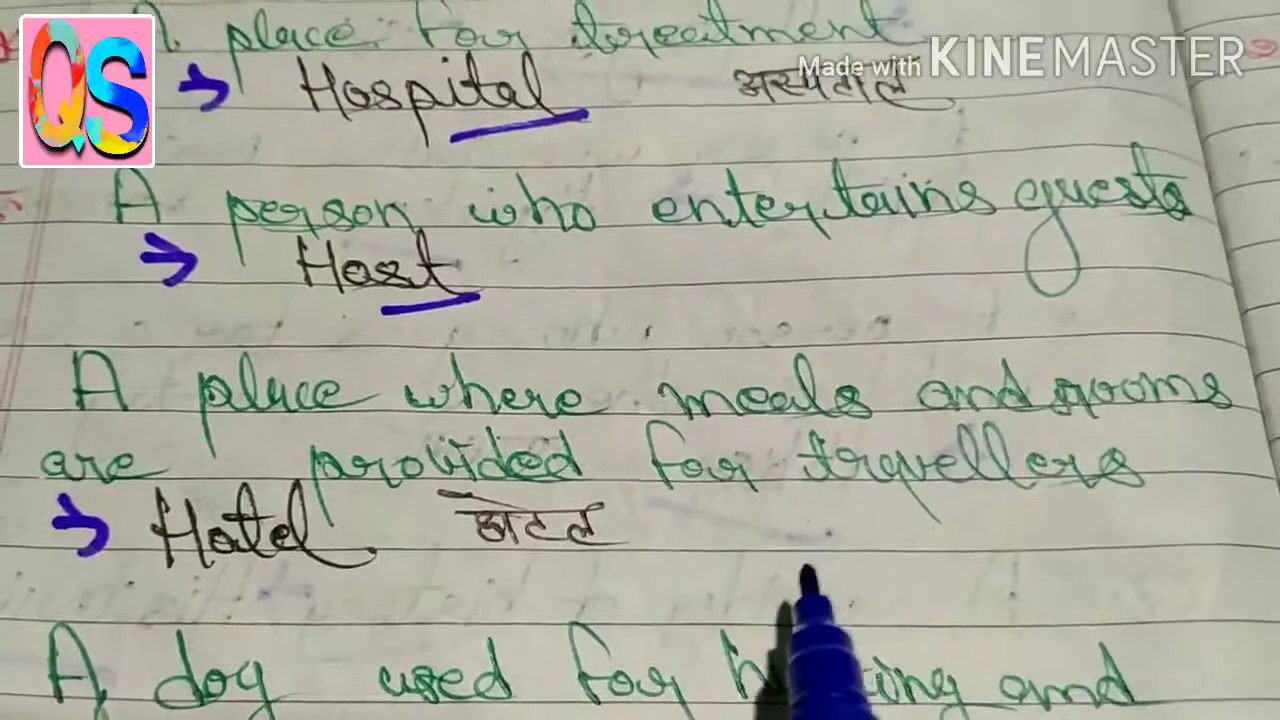 QS
A place for treatment
Made with KINEMASTER
→ Hospital अस्पताल
A person who entertains guests
→ Host
A place where meals and rooms
are provided for travellers
→ Hotel होटल
A dog used for and